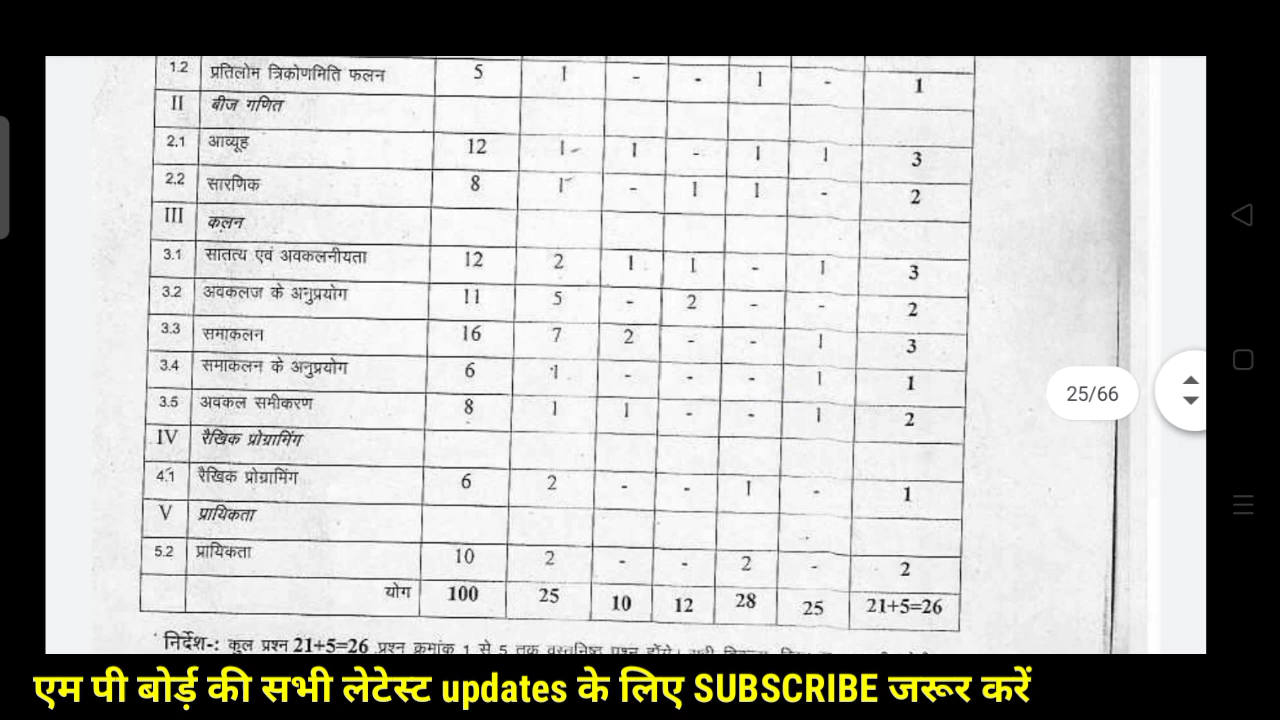 1.2 प्रतिलोम त्रिकोणमिति फलन 5 1 - - 1 - 1
II बीज गणित
2.1 आव्यूह 12 1 1 - 1 1 3
2.2 सारणिक 8 1 - 1 1 - 2
III कलन
3.1 सातत्य एवं अवकलनीयता 12 2 1 1 - 1 3
3.2 अवकलज के अनुप्रयोग 11 5 - 2 - - 2
3.3 समाकलन 16 7 2 - - 1 3
3.4 समाकलन के अनुप्रयोग 6 1 - - - 1 1
3.5 अवकल समीकरण 8 1 1 - - 1 2
IV रैखिक प्रोग्रामिंग
4.1 रैखिक प्रोग्रामिंग 6 2 - - 1 - 1
V प्रायिकता
5.2 प्रायिकता 10 2 - - 2 - 2
योग 100 25 10 12 28 25 21+5=26
निर्देश-: कुल प्रश्न 21+5=26 प्रश्न क्रमांक 1 से 5 तक वस्तुनिष्ठ प्रश्न होंगे।
25/66
एम पी बोर्ड़ की सभी लेटेस्ट updates के लिए SUBSCRIBE जरूर करें